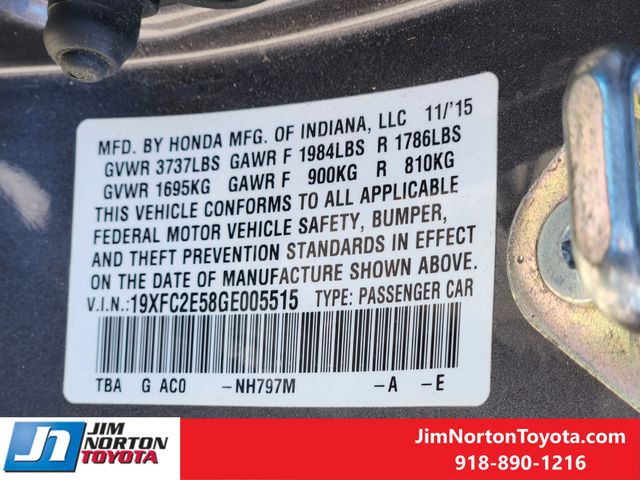 MFD. BY HONDA MFG. OF INDIANA, LLC 11/'15
GVWR 3737LBS GAWR F 1984LBS R 1786LBS
GVWR 1695KG GAWR F 900KG R 810KG
THIS VEHICLE CONFORMS TO ALL APPLICABLE
FEDERAL MOTOR VEHICLE SAFETY, BUMPER,
AND THEFT PREVENTION STANDARDS IN EFFECT
ON THE DATE OF MANUFACTURE SHOWN ABOVE.
V.I.N.:19XFC2E58GE005515 TYPE: PASSENGER CAR
TBA G AC0 -NH797M -A -E
JIM
NORTON
TOYOTA
JimNortonToyota.com
918-890-1216